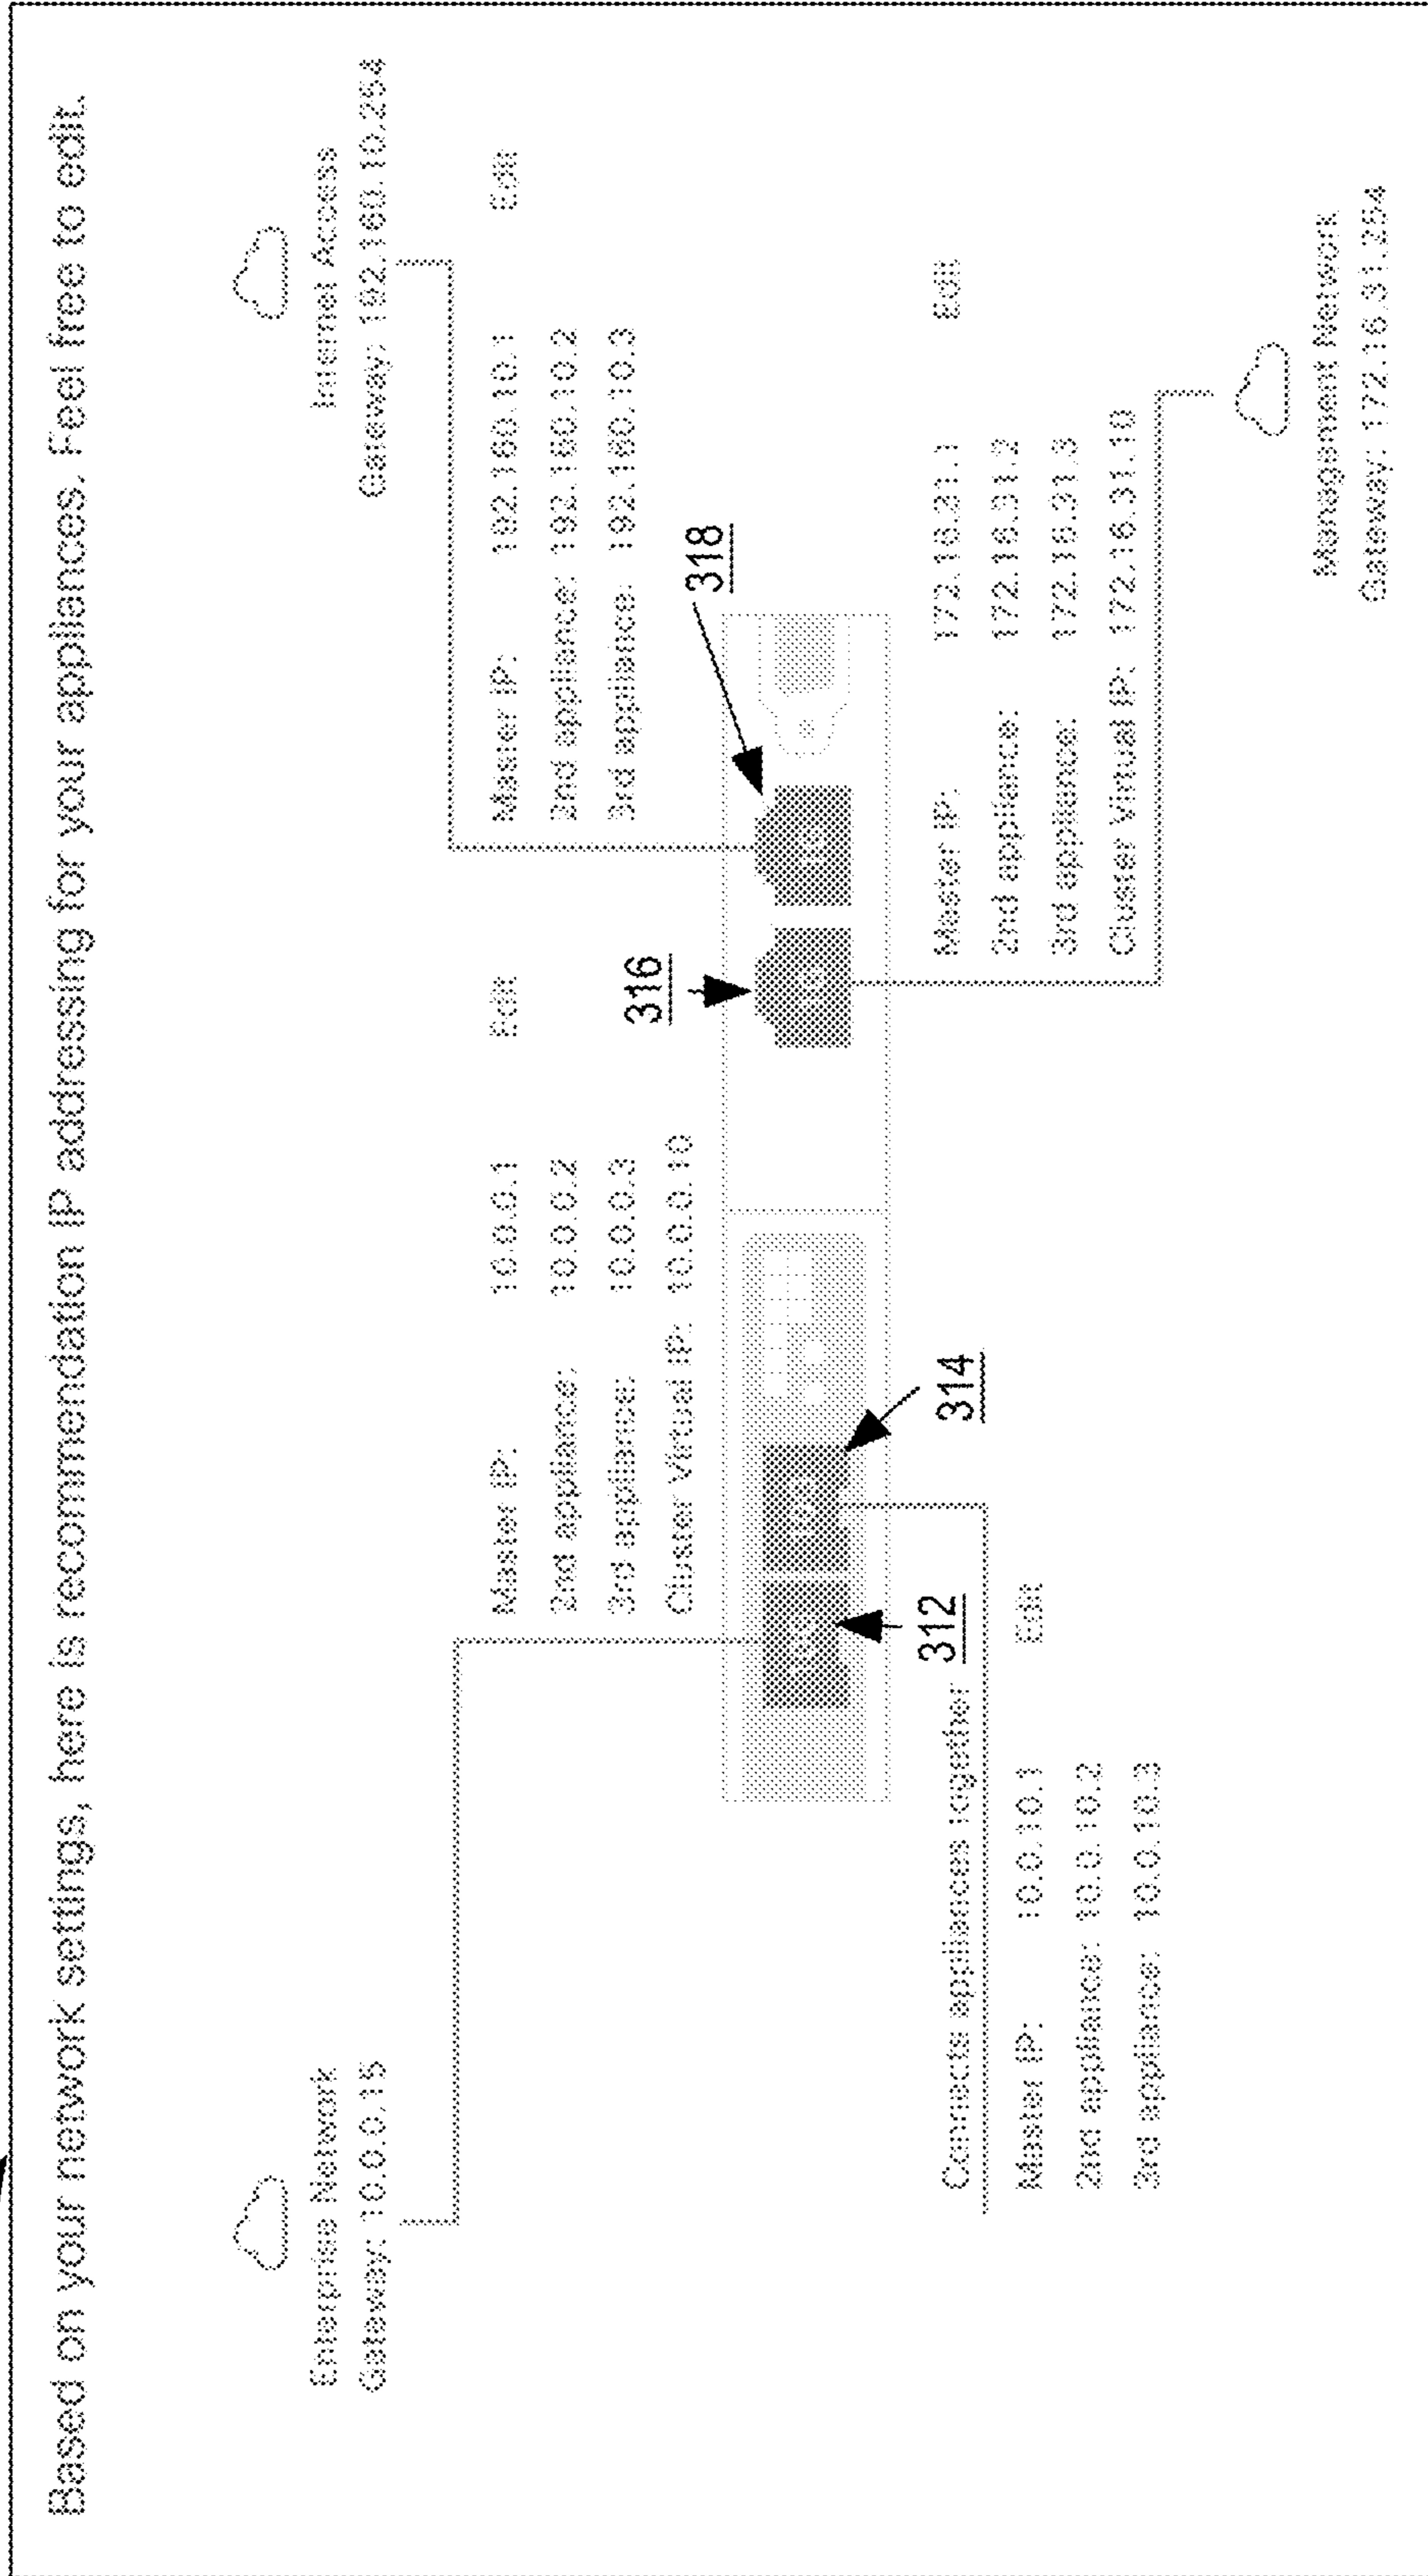 Based on your network settings, here is recommendation IP addressing for your appliances. Feel free to edit.
Enterprise Network
Gateway: 10.0.0.15
Internet Access
Gateway: 192.160.10.254
Master IP: 10.0.0.1 Edit
2nd appliance: 10.0.0.2
3rd appliance: 10.0.0.3
Cluster Virtual IP: 10.0.0.10
Master IP: 192.160.10.1 Edit
2nd appliance: 192.160.10.2
3rd appliance: 192.160.10.3
316
318
312
314
Connects appliances together
Master IP: 10.0.10.1 Edit
2nd appliance: 10.0.10.2
3rd appliance: 10.0.10.3
Master IP: 172.16.31.1 Edit
2nd appliance: 172.16.31.2
3rd appliance: 172.16.31.3
Cluster Virtual IP: 172.16.31.10
Management Network
Gateway: 172.16.31.254